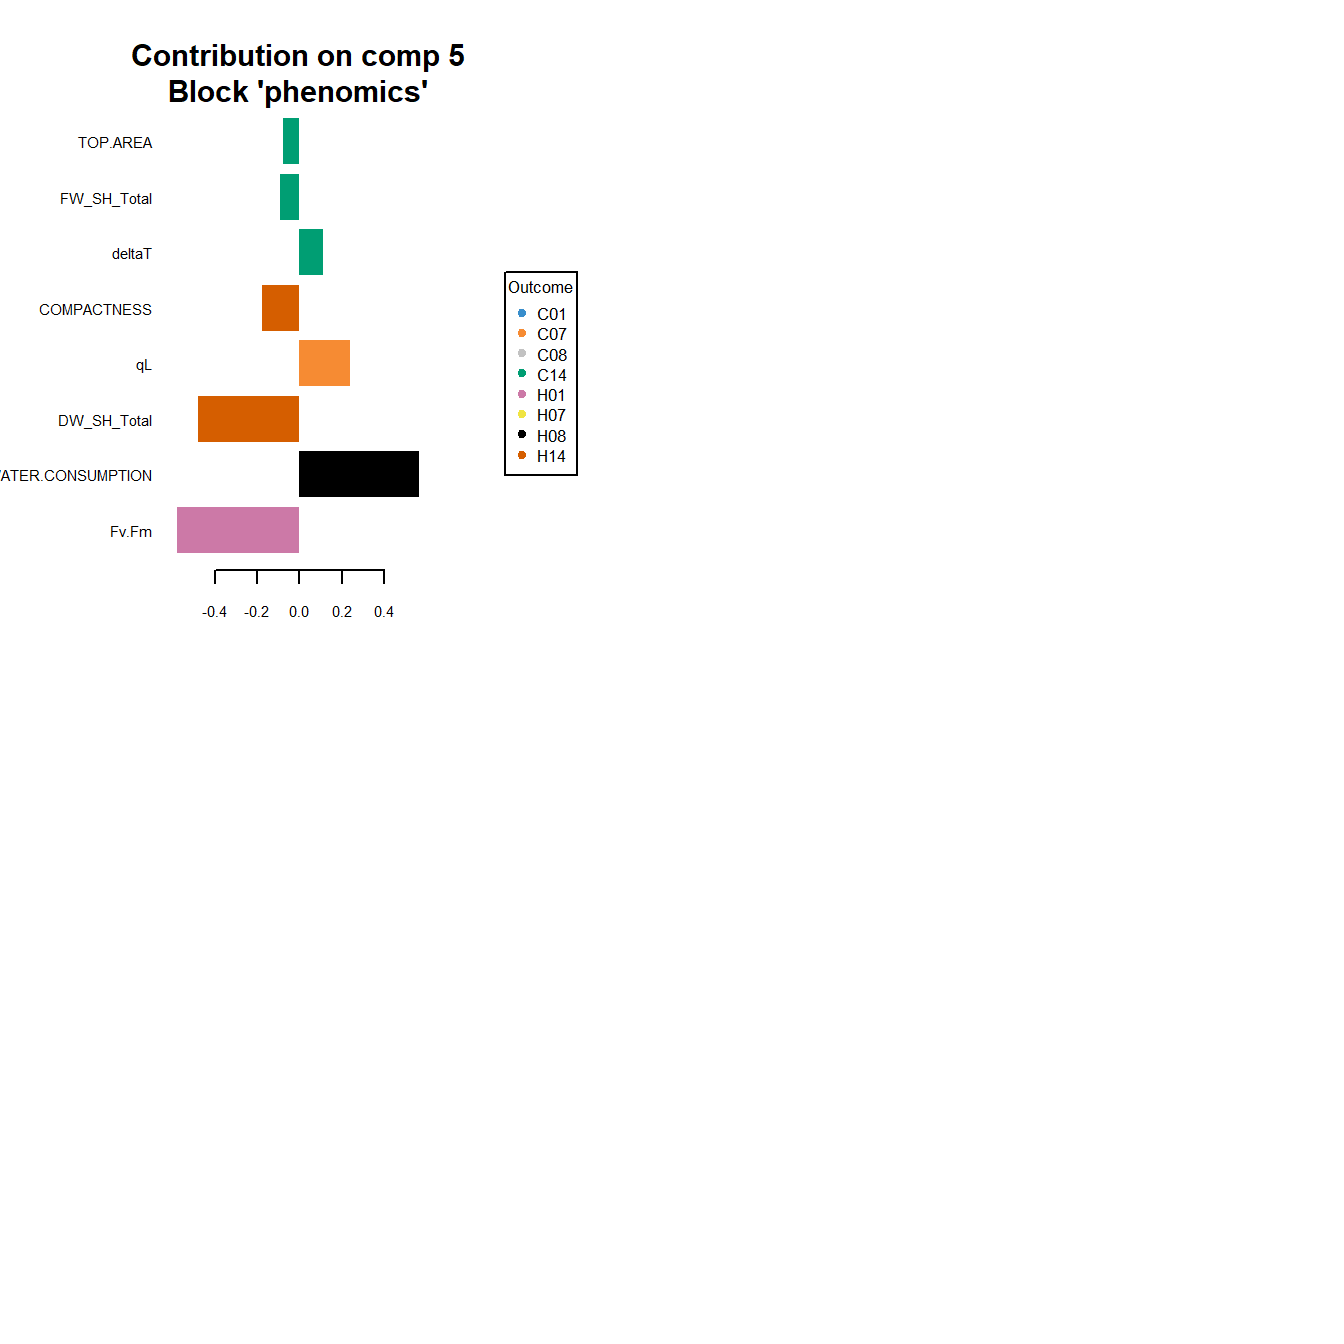 Contribution on comp 5
Block 'phenomics'
TOP.AREA
FW_SH_Total
deltaT
COMPACTNESS
qL
DW_SH_Total
ATER.CONSUMPTION
Fv.Fm
-0.4 -0.2 0.0 0.2 0.4
Outcome
C01
C07
C08
C14
H01
H07
H08
H14